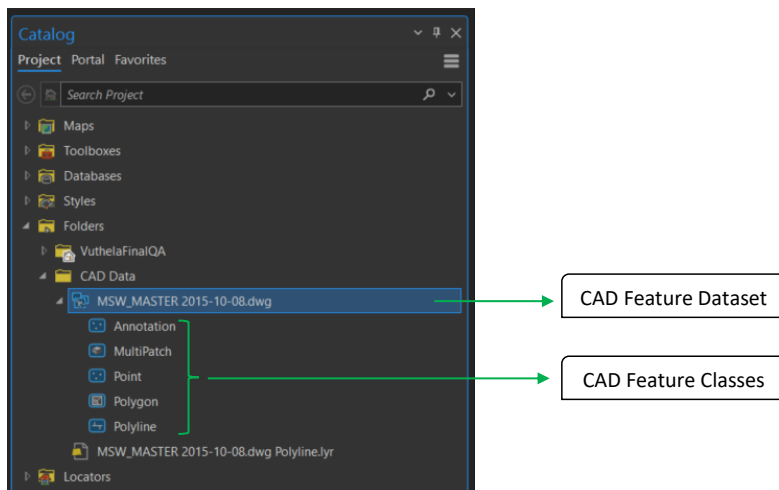 Catalog
Project Portal Favorites
Search Project
Maps
Toolboxes
Databases
Styles
Folders
VuthelaFinalQA
CAD Data
MSW_MASTER 2015-10-08.dwg
CAD Feature Dataset
Annotation
MultiPatch
Point
CAD Feature Classes
Polygon
Polyline
MSW_MASTER 2015-10-08.dwg Polyline.lyr
Locators